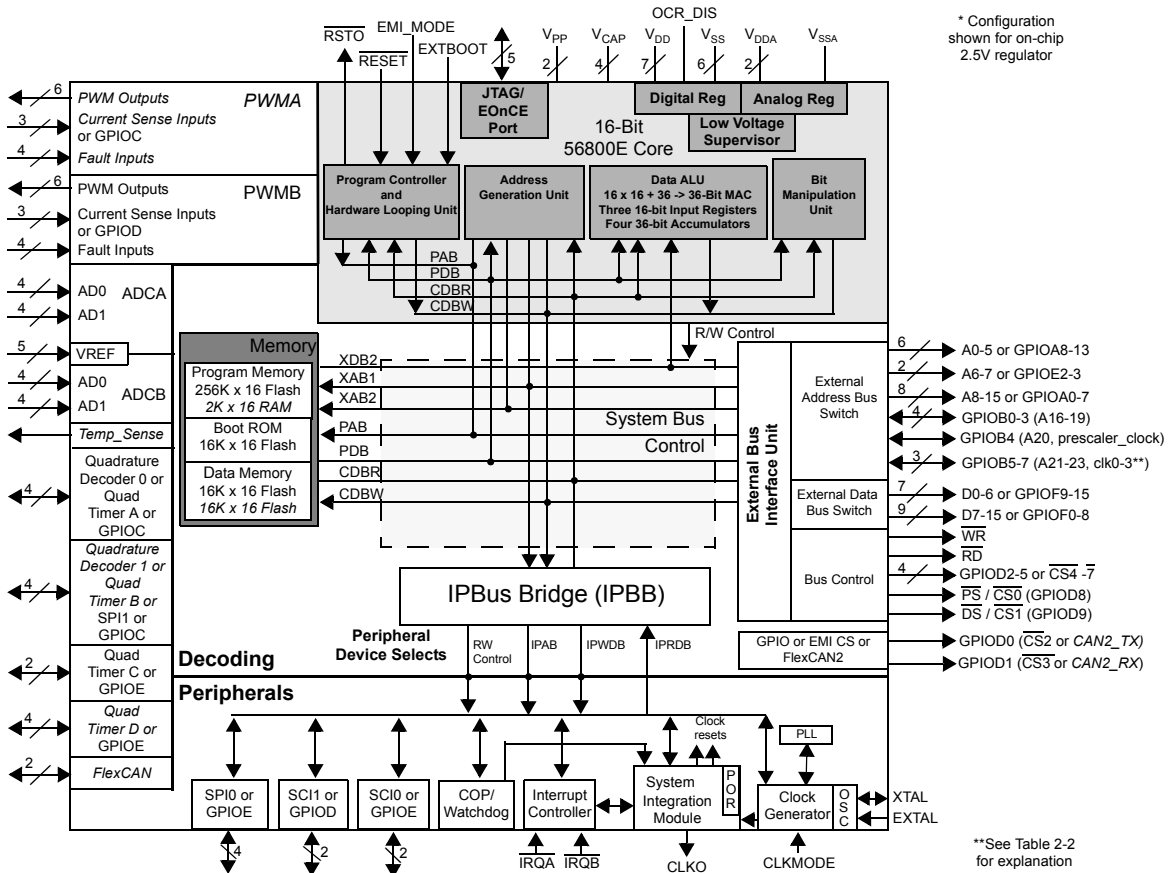 OCR_DIS
* Configuration
shown for on-chip
2.5V regulator
RSTO
EMI_MODE
RESET
EXTBOOT
5
VPP
2
VCAP
4
VDD
7
VSS
6
VDDA
2
VSSA
6
PWM Outputs
PWMA
3
Current Sense Inputs
or GPIOC
4
Fault Inputs
6
PWM Outputs
PWMB
3
Current Sense Inputs
or GPIOD
4
Fault Inputs
JTAG/
EOnCE
Port
Digital Reg
Analog Reg
Low Voltage
Supervisor
16-Bit
56800E Core
Program Controller
and
Hardware Looping Unit
Address
Generation Unit
Data ALU
16 x 16 + 36 -> 36-Bit MAC
Three 16-bit Input Registers
Four 36-bit Accumulators
Bit
Manipulation
Unit
PAB
PDB
CDBR
CDBW
4
AD0
ADCA
4
AD1
5
VREF
4
AD0
ADCB
4
AD1
Temp_Sense
4
Quadrature
Decoder 0 or
Quad
Timer A or
GPIOC
4
Quadrature
Decoder 1 or
Quad
Timer B or
SPI1 or
GPIOC
2
Quad
Timer C or
GPIOE
4
Quad
Timer D or
GPIOE
2
FlexCAN
Memory
Program Memory
256K x 16 Flash
2K x 16 RAM
Boot ROM
16K x 16 Flash
Data Memory
16K x 16 Flash
16K x 16 Flash
XDB2
XAB1
XAB2
PAB
PDB
CDBR
CDBW
R/W Control
System Bus
Control
External Bus
Interface Unit
External
Address Bus
Switch
External Data
Bus Switch
Bus Control
6
A0-5 or GPIOA8-13
2
A6-7 or GPIOE2-3
8
A8-15 or GPIOA0-7
4
GPIOB0-3 (A16-19)
GPIOB4 (A20, prescaler_clock)
3
GPIOB5-7 (A21-23, clk0-3**)
7
D0-6 or GPIOF9-15
9
D7-15 or GPIOF0-8
WR
RD
4
GPIOD2-5 or CS4 -7
PS / CS0 (GPIOD8)
DS / CS1 (GPIOD9)
GPIO or EMI CS or
FlexCAN2
GPIOD0 (CS2 or CAN2_TX)
GPIOD1 (CS3 or CAN2_RX)
IPBus Bridge (IPBB)
Peripheral
Device Selects
RW
Control
IPAB
IPWDB
IPRDB
Decoding
Peripherals
Clock
resets
PLL
SPI0 or
GPIOE
SCI1 or
GPIOD
SCI0 or
GPIOE
COP/
Watchdog
Interrupt
Controller
System
Integration
Module
POR
Clock
Generator
OSC
XTAL
EXTAL
4
2
2
IRQA
IRQB
CLKO
CLKMODE
**See Table 2-2
for explanation